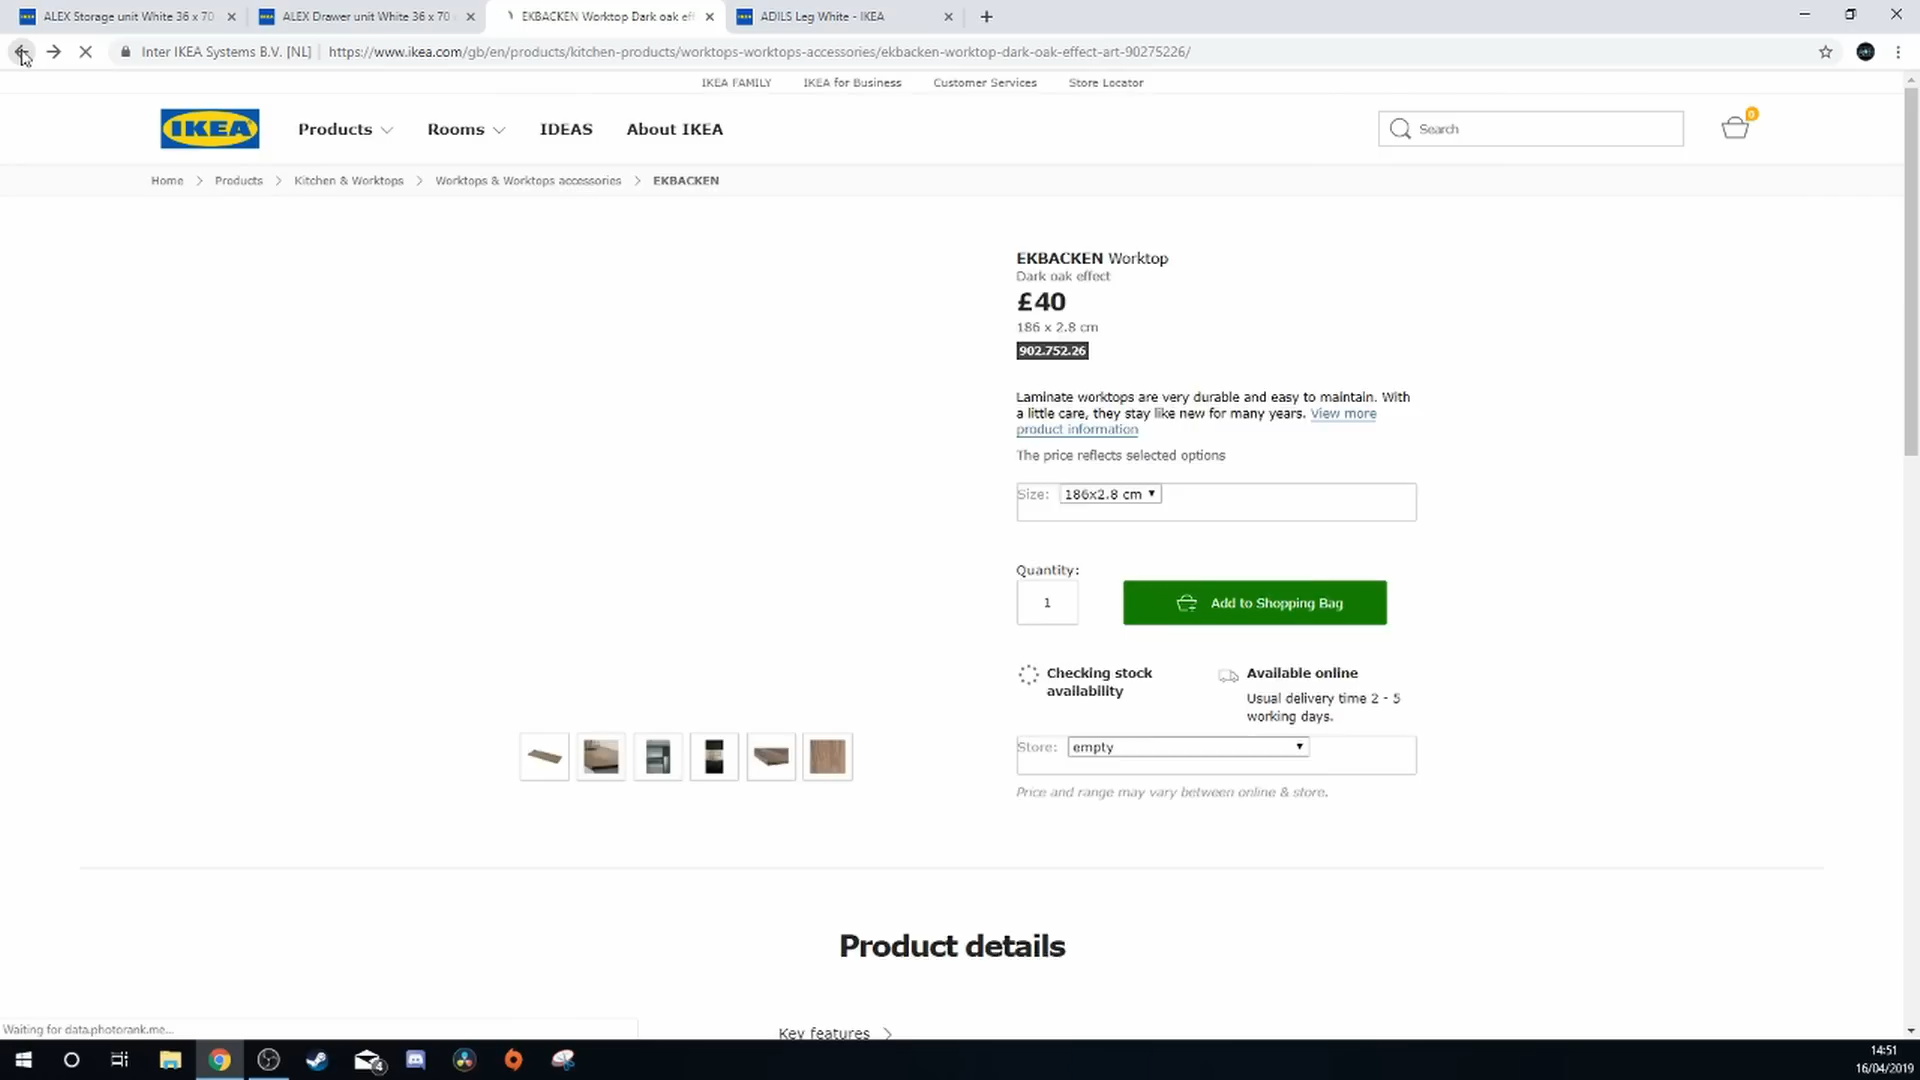 ALEX Storage unit White 36 x 70
ALEX Drawer unit White 36 x 70
EKBACKEN Worktop Dark oak eff
ADILS Leg White - IKEA
Inter IKEA Systems B.V. [NL]
https://www.ikea.com/gb/en/products/kitchen-products/worktops-worktops-accessories/ekbacken-worktop-dark-oak-effect-art-90275226/
IKEA FAMILY
IKEA for Business
Customer Services
Store Locator
IKEA
Products
Rooms
IDEAS
About IKEA
Search
0
Home > Products > Kitchen & Worktops > Worktops & Worktops accessories > EKBACKEN
EKBACKEN Worktop
Dark oak effect
£40
186 x 2.8 cm
902.752.26
Laminate worktops are very durable and easy to maintain. With
a little care, they stay like new for many years. View more
product information
The price reflects selected options
Size: 186x2.8 cm
Quantity:
1
Add to Shopping Bag
Checking stock
availability
Available online
Usual delivery time 2 - 5
working days.
Store: empty
Price and range may vary between online & store.
Product details
Key features
Waiting for data.photorank.me...
4
14:51
16/04/2019